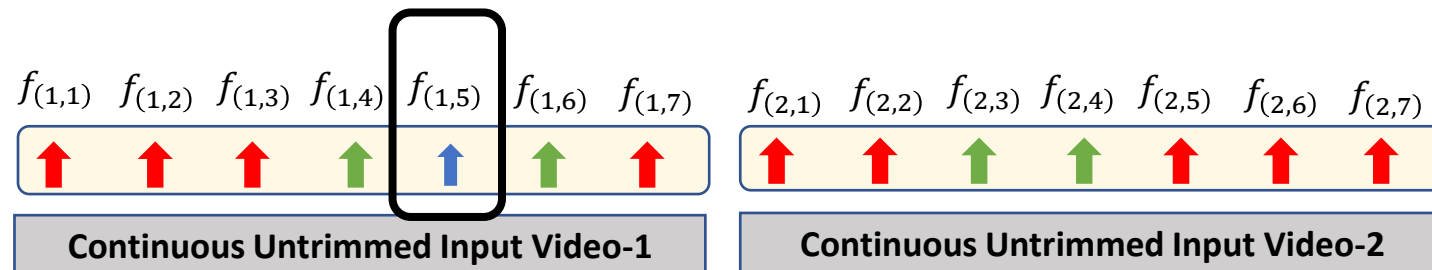 f(1,1) f(1,2) f(1,3) f(1,4) f(1,5) f(1,6) f(1,7)
Continuous Untrimmed Input Video-1
f(2,1) f(2,2) f(2,3) f(2,4) f(2,5) f(2,6) f(2,7)
Continuous Untrimmed Input Video-2